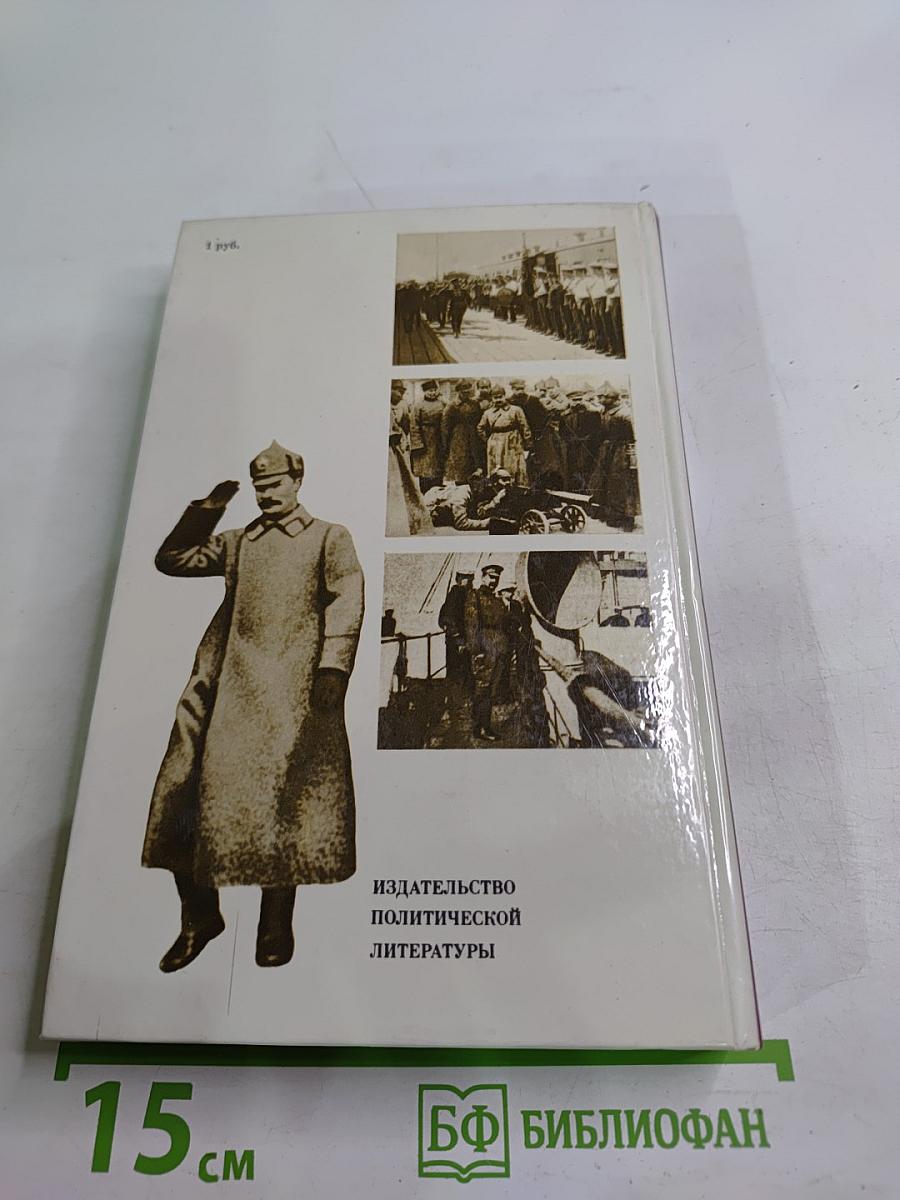 1 руб.
ИЗДАТЕЛЬСТВО
ПОЛИТИЧЕСКОЙ
ЛИТЕРАТУРЫ
15 см
БФ БИБЛИОФАН